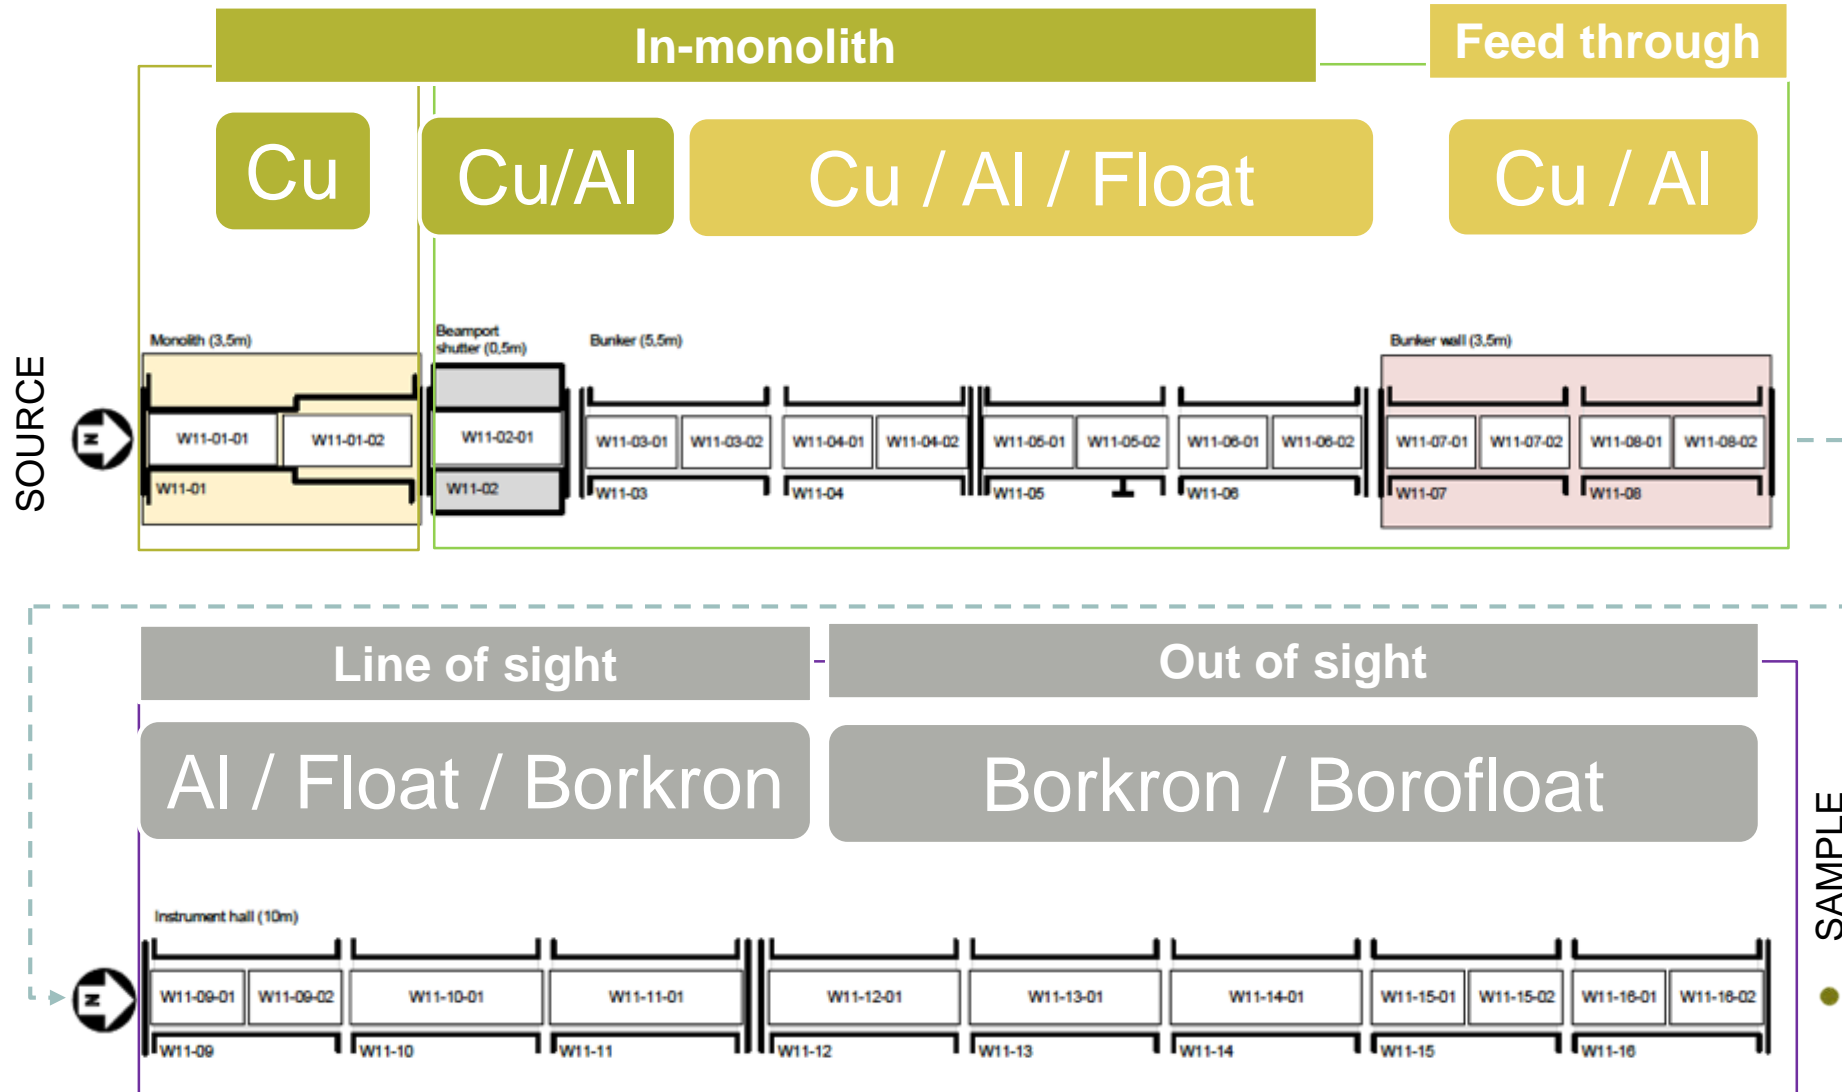 In-monolith
Feed through
Cu
Cu/Al
Cu / Al / Float
Cu / Al
SOURCE
Monolith (3,5m)
Beamport
shutter (0,5m)
Bunker (5,5m)
Bunker wall (3,5m)
N
W11-01-01
W11-01-02
W11-02-01
W11-03-01
W11-03-02
W11-04-01
W11-04-02
W11-05-01
W11-05-02
W11-06-01
W11-06-02
W11-07-01
W11-07-02
W11-08-01
W11-08-02
W11-01
W11-02
W11-03
W11-04
W11-05
W11-06
W11-07
W11-08
Line of sight
Out of sight
Al / Float / Borkron
Borkron / Borofloat
SAMPLE
Instrument hall (10m)
N
W11-09-01
W11-09-02
W11-10-01
W11-11-01
W11-12-01
W11-13-01
W11-14-01
W11-15-01
W11-15-02
W11-16-01
W11-16-02
W11-09
W11-10
W11-11
W11-12
W11-13
W11-14
W11-15
W11-16